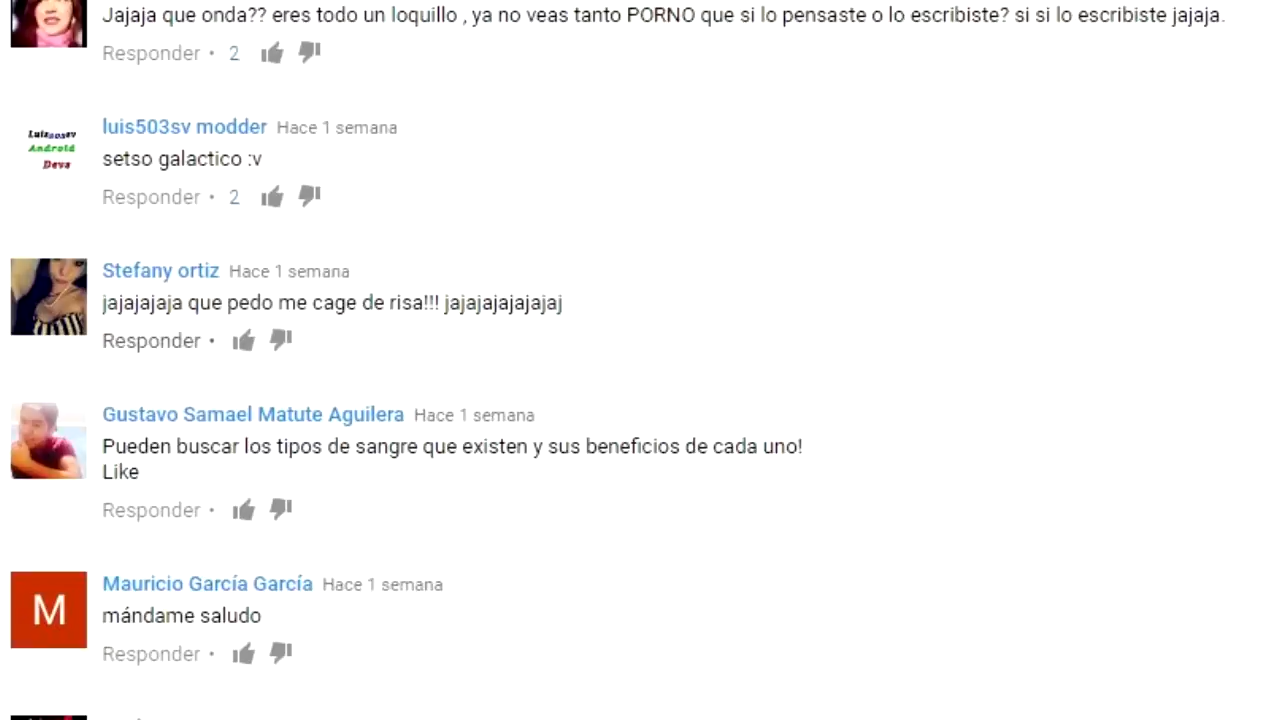 Jajaja que onda?? eres todo un loquillo , ya no veas tanto PORNO que si lo pensaste o lo escribiste? si si lo escribiste jajaja.
Responder • 2
luis503sv modder Hace 1 semana
Luis503sv
Android
Deva
setso galactico :v
Responder • 2
Stefany ortiz Hace 1 semana
jajajajaja que pedo me cage de risa!!! jajajajajajajaj
Responder •
Gustavo Samael Matute Aguilera Hace 1 semana
Pueden buscar los tipos de sangre que existen y sus beneficios de cada uno!
Like
Responder •
Mauricio García García Hace 1 semana
M
mándame saludo
Responder •